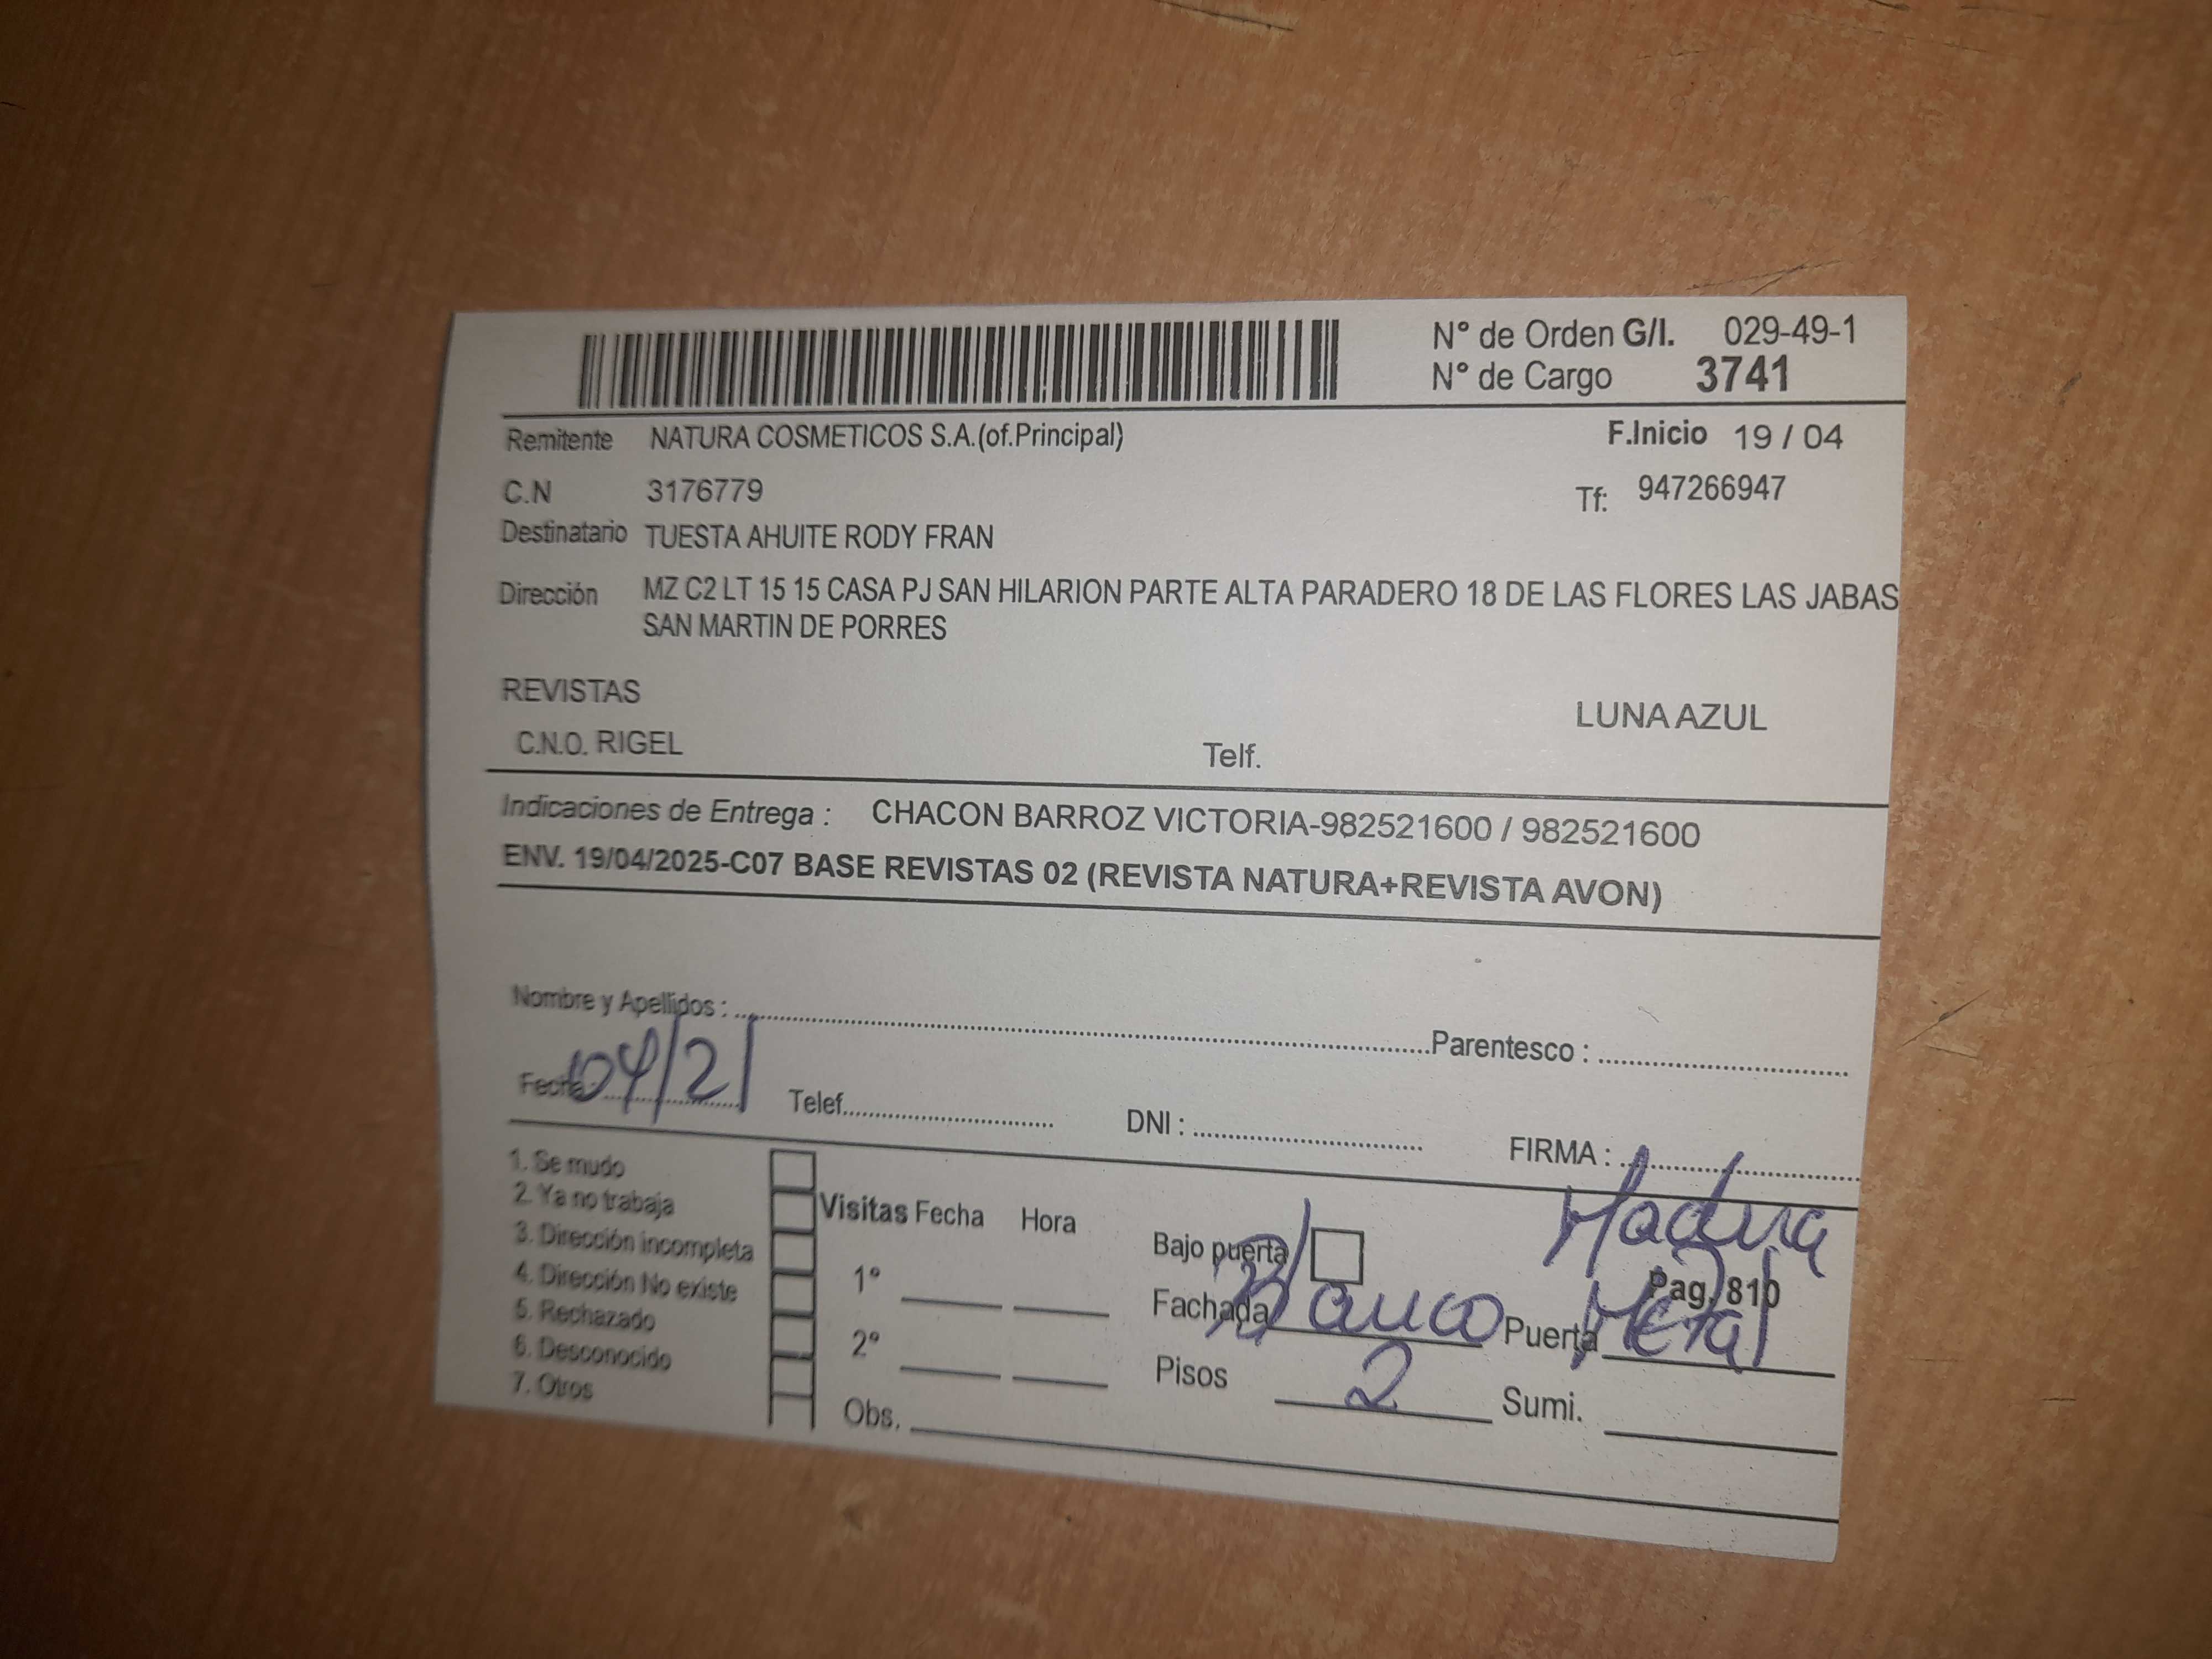 N° de Orden G/I. 029-49-1
N° de Cargo 3741
Remitente NATURA COSMETICOS S.A.(of.Principal) F.Inicio 19 / 04
C.N 3176779 Tf: 947266947
Destinatario TUESTA AHUITE RODY FRAN
Dirección MZ C2 LT 15 15 CASA PJ SAN HILARION PARTE ALTA PARADERO 18 DE LAS FLORES LAS JABAS
SAN MARTIN DE PORRES
REVISTAS LUNA AZUL
C.N.O. RIGEL Telf.
Indicaciones de Entrega : CHACON BARROZ VICTORIA-982521600 / 982521600
ENV. 19/04/2025-C07 BASE REVISTAS 02 (REVISTA NATURA+REVISTA AVON)
Nombre y Apellidos : Parentesco :
Fecha: 04/21 Telef. DNI : FIRMA :
1. Se mudo
2. Ya no trabaja
3. Dirección incompleta
4. Dirección No existe
5. Rechazado
6. Desconocido
7. Otros
Visitas Fecha Hora
1°
2°
Obs.
Bajo puerta Madera
Pag. 810
Fachada Blanco Puerta Metal
Pisos 2 Sumi.